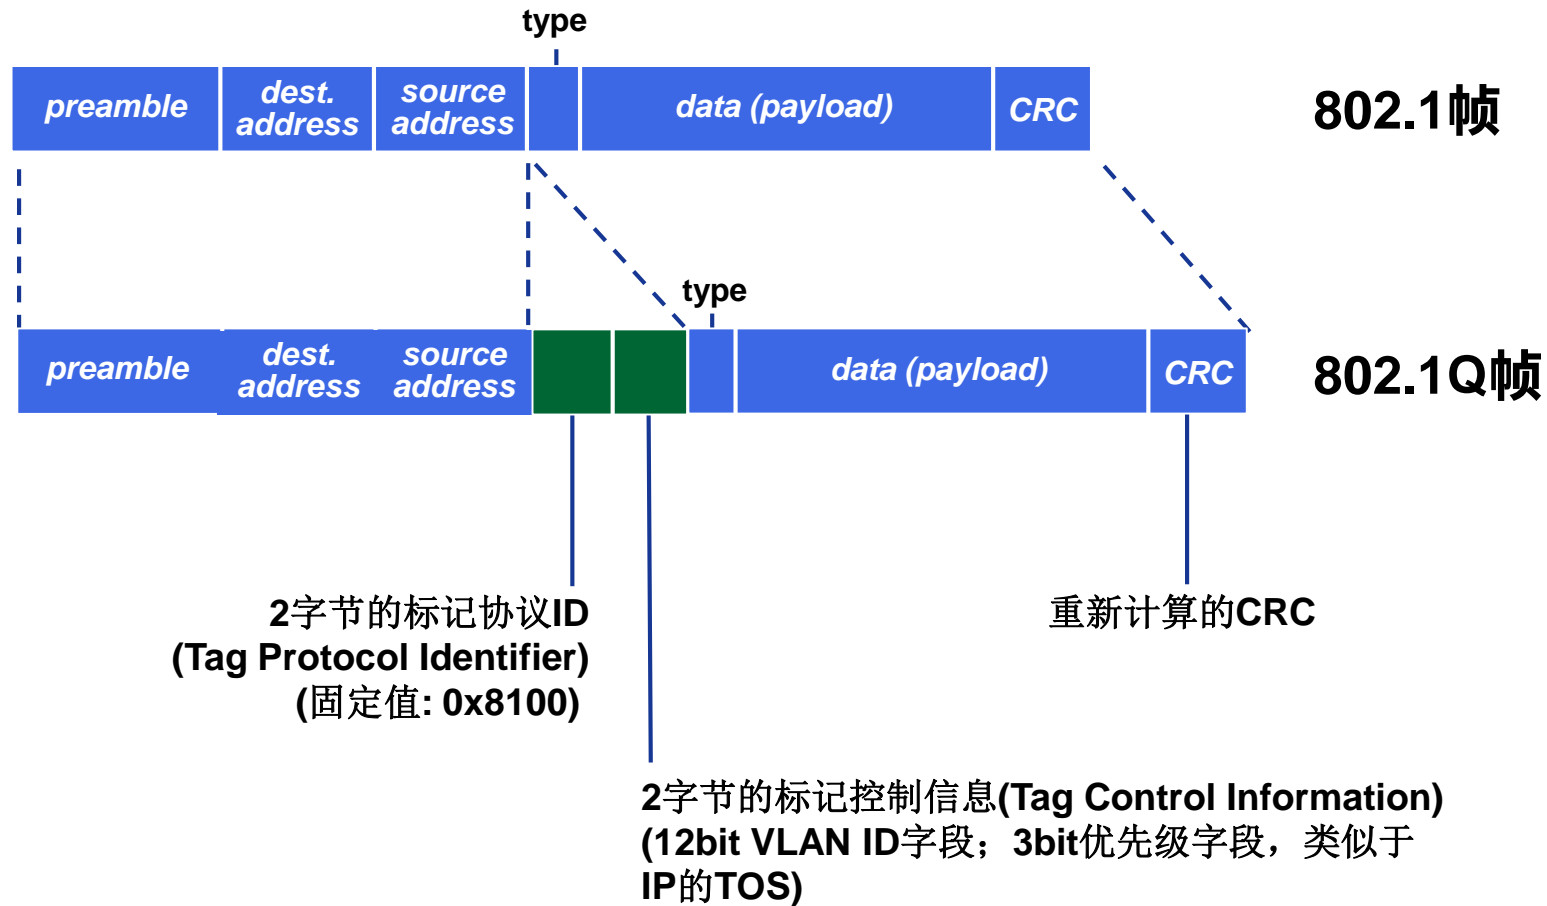 type
preamble
dest.
address
source
address
data (payload)
CRC
802.1帧
type
preamble
dest.
address
source
address
data (payload)
CRC
802.1Q帧
2字节的标记协议ID
(Tag Protocol Identifier)
(固定值: 0x8100)
重新计算的CRC
2字节的标记控制信息(Tag Control Information)
(12bit VLAN ID字段；3bit优先级字段，类似于
IP的TOS)